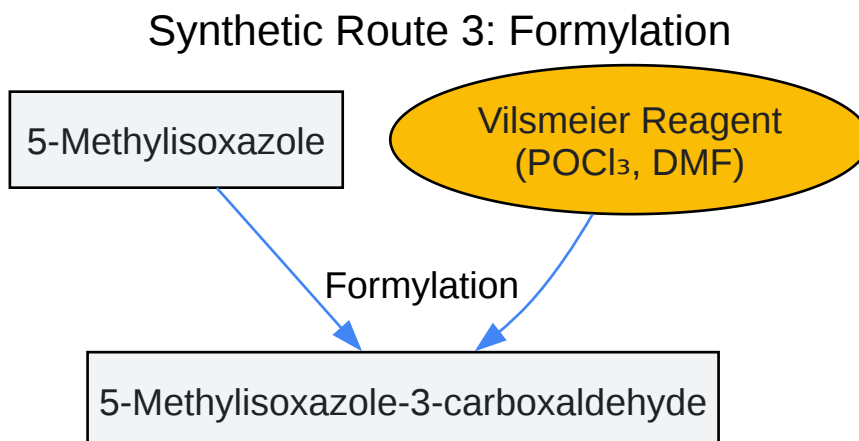 Synthetic Route 3: Formylation
5-Methylisoxazole
Vilsmeier Reagent
(POCl₃, DMF)
Formylation
5-Methylisoxazole-3-carboxaldehyde